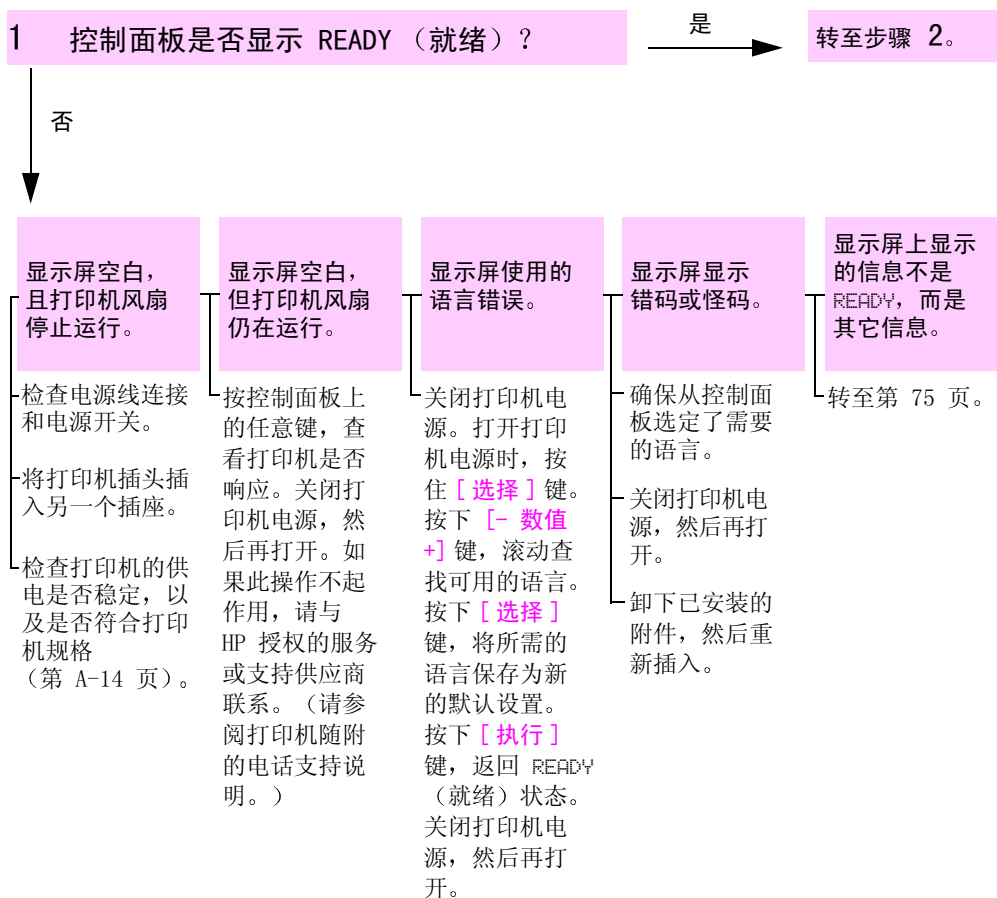 1 控制面板是否显示 READY （就绪）？
是
转至步骤 2。
否
显示屏空白，
且打印机风扇
停止运行。
检查电源线连接
和电源开关。
将打印机插头插
入另一个插座。
检查打印机的供
电是否稳定，以
及是否符合打印
机规格
（第 A-14 页）。
显示屏空白，
但打印机风扇
仍在运行。
按控制面板上
的任意键，查
看打印机是否
响应。关闭打
印机电源，然
后再打开。如
果此操作不起
作用，请与
HP 授权的服务
或支持供应商
联系。（请参
阅打印机随附
的电话支持说
明。）
显示屏使用的
语言错误。
关闭打印机电
源。打开打印
机电源时，按
住［选择］键。
按下 [- 数值
+] 键，滚动查
找可用的语言。
按下［选择］
键，将所需的
语言保存为新
的默认设置。
按下［执行］
键，返回 READY
（就绪）状态。
关闭打印机电
源，然后再打
开。
显示屏显示
错码或怪码。
确保从控制面
板选定了需要
的语言。
关闭打印机电
源，然后再打
开。
卸下已安装的
附件，然后重
新插入。
显示屏上显示
的信息不是
READY，而是
其它信息。
转至第 75 页。